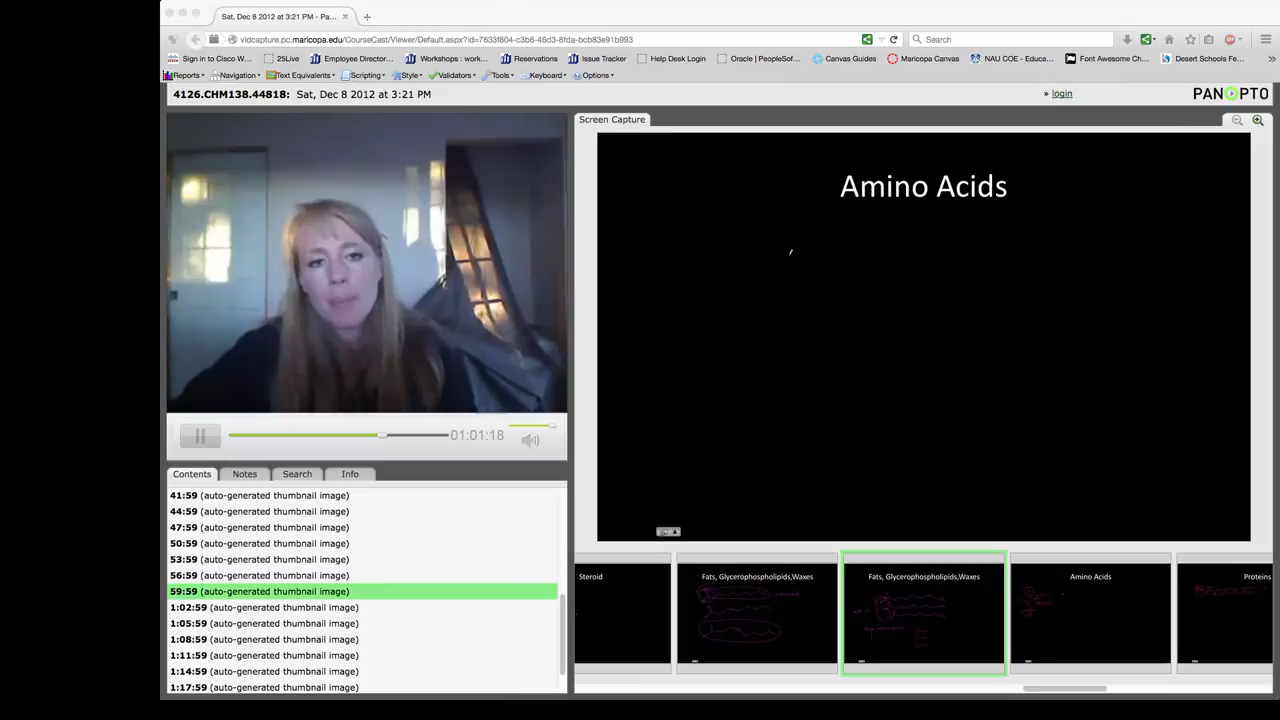 Sat, Dec 8 2012 at 3:21 PM - Pa...
vidcapture.pc.maricopa.edu/CourseCast/Viewer/Default.aspx?id=7633f804-c3b6-46d3-8fda-bcb83e91b993
Search
Sign in to Cisco W... 25Live Employee Director... Workshops : work... Reservations Issue Tracker Help Desk Login Oracle | PeopleSof... Canvas Guides Maricopa Canvas NAU COE - Educa... Font Awesome Ch... Desert Schools Fe...
Reports Navigation Text Equivalents Scripting Style Validators Tools Keyboard Options
4126.CHM138.44818: Sat, Dec 8 2012 at 3:21 PM
» login
PANOPTO
Screen Capture
Amino Acids
01:01:18
Contents Notes Search Info
41:59 (auto-generated thumbnail image)
44:59 (auto-generated thumbnail image)
47:59 (auto-generated thumbnail image)
50:59 (auto-generated thumbnail image)
53:59 (auto-generated thumbnail image)
56:59 (auto-generated thumbnail image)
59:59 (auto-generated thumbnail image)
1:02:59 (auto-generated thumbnail image)
1:05:59 (auto-generated thumbnail image)
1:08:59 (auto-generated thumbnail image)
1:11:59 (auto-generated thumbnail image)
1:14:59 (auto-generated thumbnail image)
1:17:59 (auto-generated thumbnail image)
Steroid
Fats, Glycerophospholipids,Waxes
Fats, Glycerophospholipids,Waxes
Amino Acids
Proteins